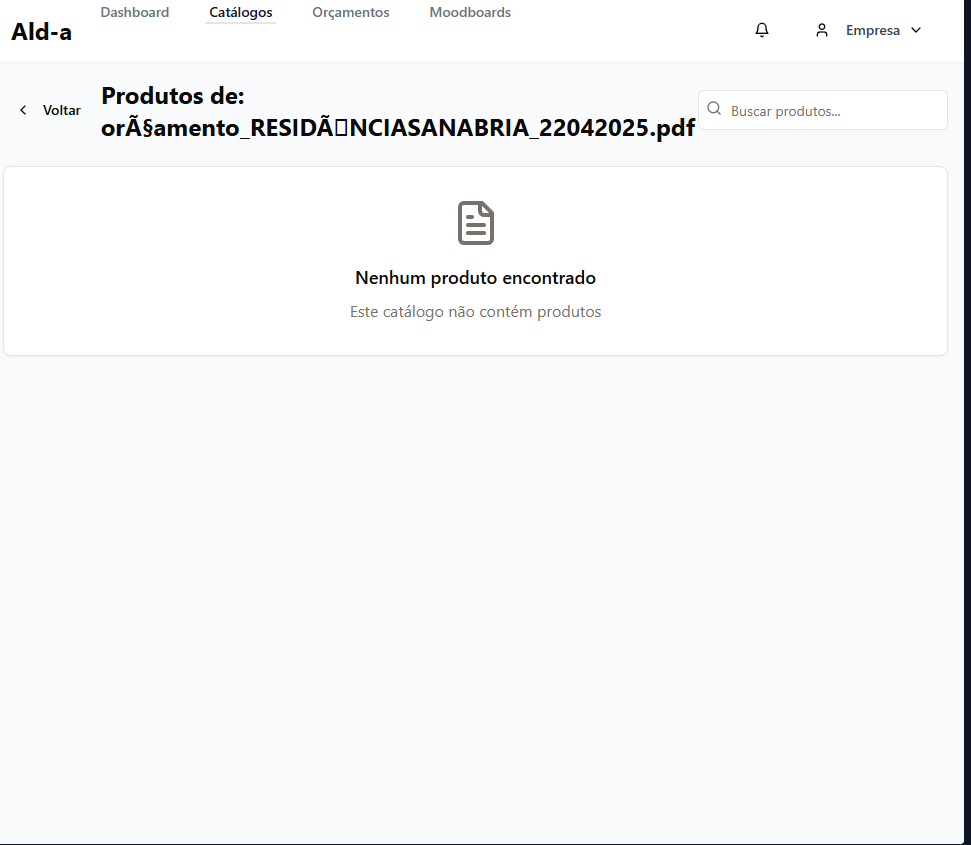 Ald-a
Dashboard
Catálogos
Orçamentos
Moodboards
Empresa
Voltar
Produtos de:
orÃ§amento_RESIDÃ□NCIASANABRIA_22042025.pdf
Buscar produtos...
Nenhum produto encontrado
Este catálogo não contém produtos